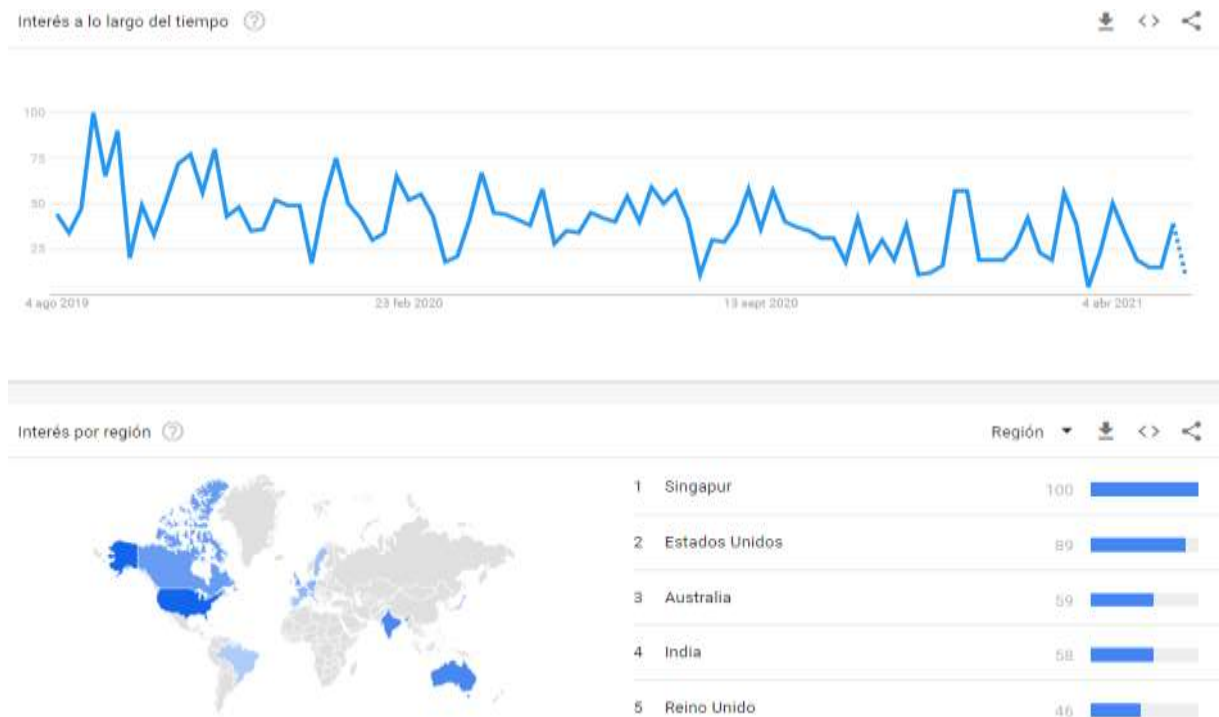 Interés a lo largo del tiempo
100
75
50
25
4 ago 2019 23 feb 2020 13 sept 2020 4 abr 2021
Interés por región
Región
1 Singapur 100
2 Estados Unidos 89
3 Australia 59
4 India 58
5 Reino Unido 46